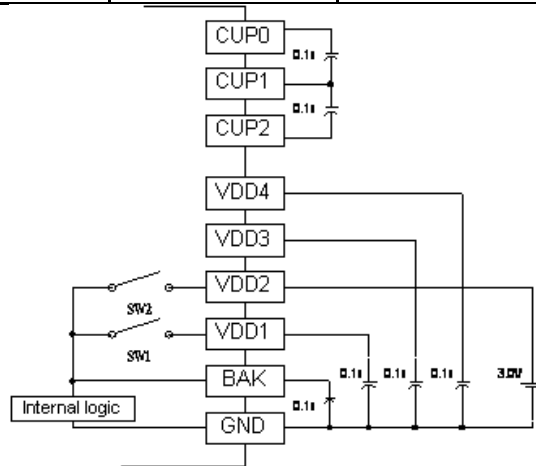 CUP0
0.1u
CUP1
0.1u
CUP2
VDD4
VDD3
VDD2
SW2
VDD1
SW1
0.1u 0.1u 0.1u 3.0V
BAK
Internal logic
0.1u
GND